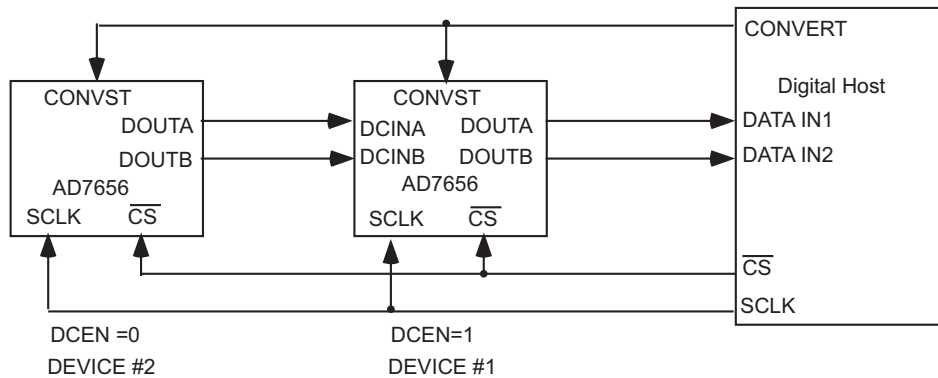 CONVERT
Digital Host
DATA IN1
DATA IN2
CS
SCLK
CONVST
DOUTA
DOUTB
AD7656
SCLK CS
CONVST
DCINA DOUTA
DCINB DOUTB
AD7656
SCLK CS
DCEN =0
DEVICE #2
DCEN=1
DEVICE #1